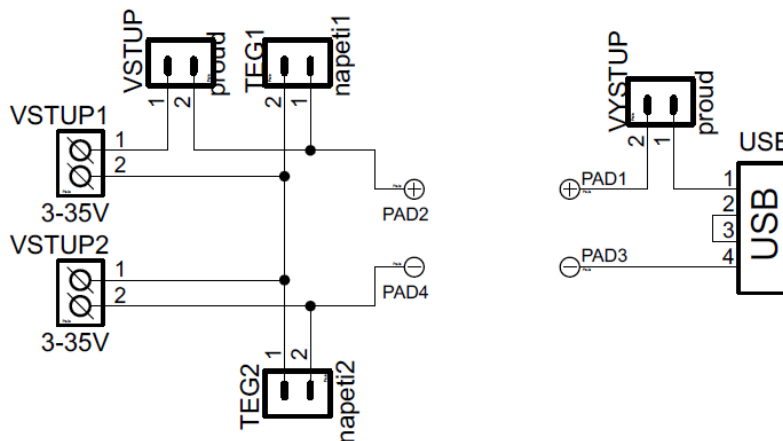 VSTUP
proud
1
2
TEG1
napeti1
2
1
VSTUP1
1
2
3-35V
PAD2
VSTUP2
1
2
3-35V
PAD4
1
2
TEG2
napeti2
VYSTUP
proud
2
1
USB
PAD1
1
2
3
4
USB
PAD3